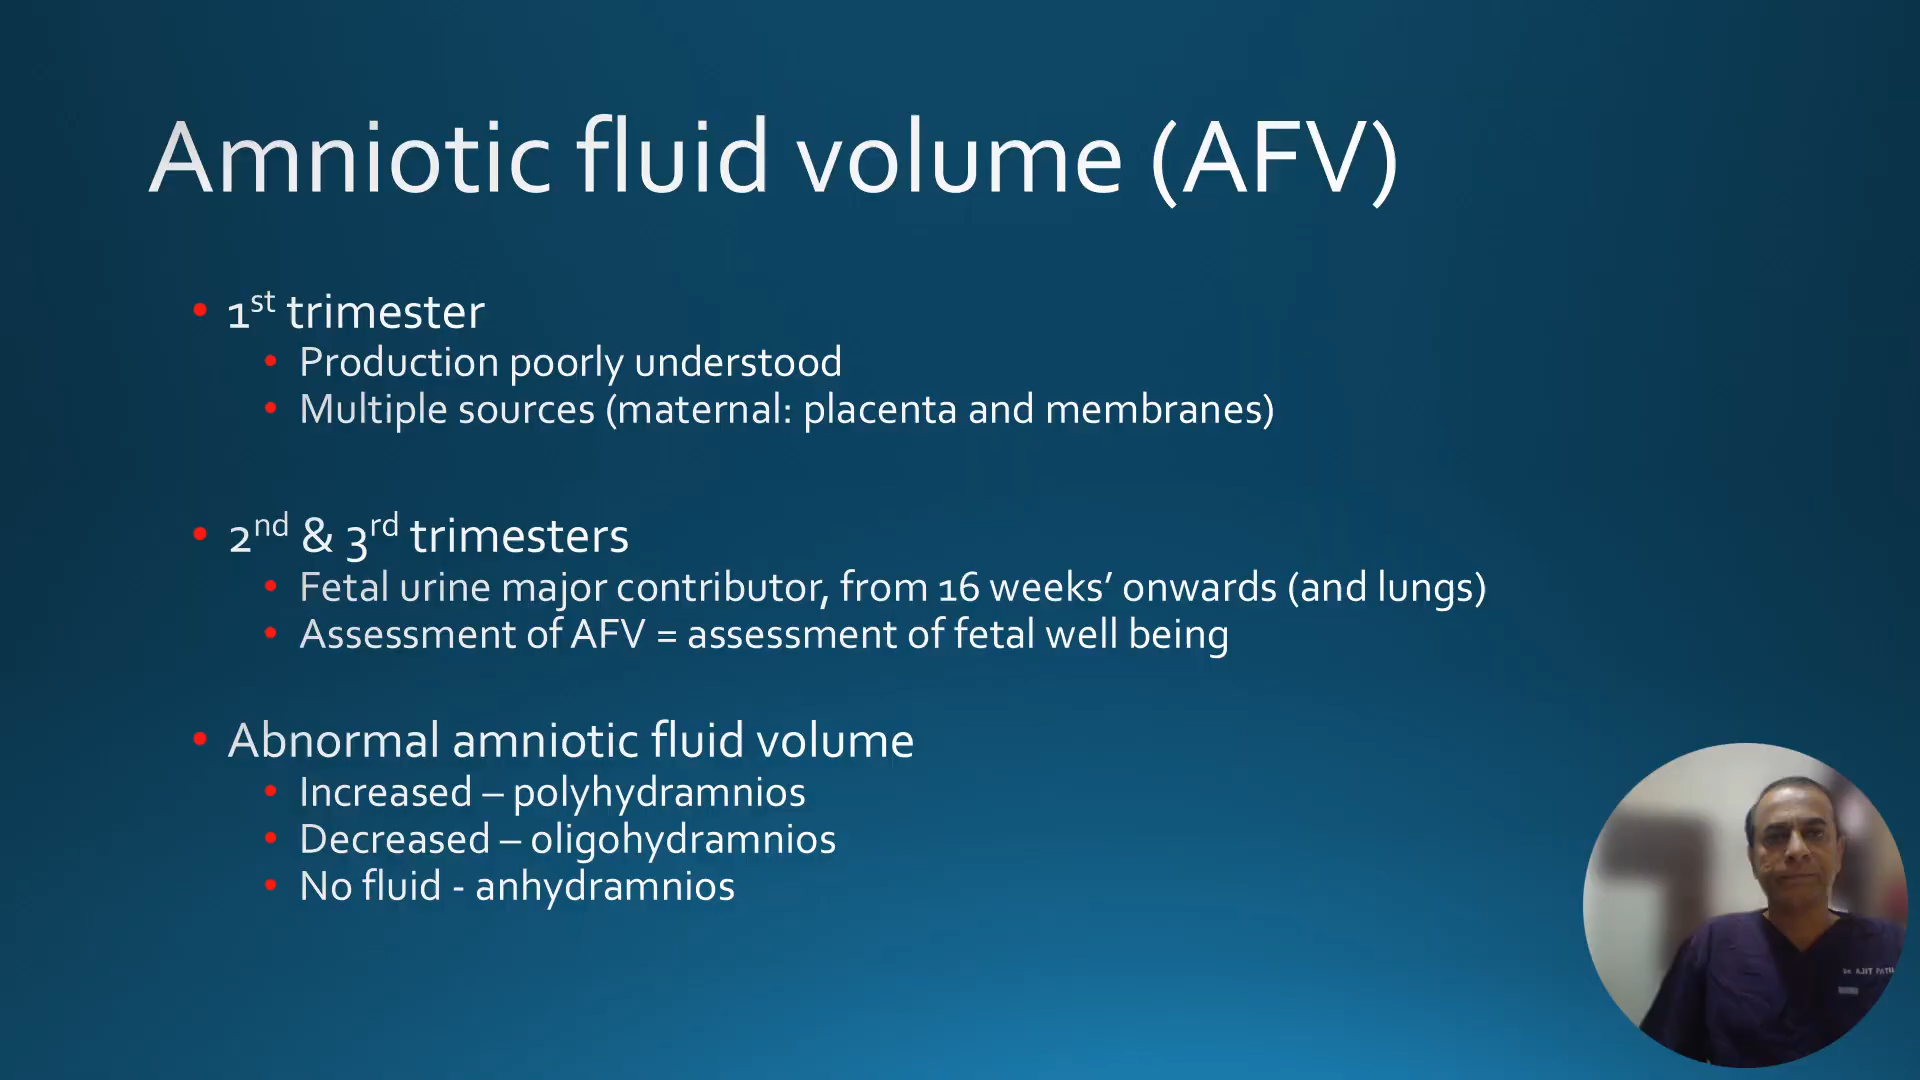 Amniotic fluid volume (AFV)
• 1st trimester
• Production poorly understood
• Multiple sources (maternal: placenta and membranes)
• 2nd & 3rd trimesters
• Fetal urine major contributor, from 16 weeks’ onwards (and lungs)
• Assessment of AFV = assessment of fetal well being
• Abnormal amniotic fluid volume
• Increased – polyhydramnios
• Decreased – oligohydramnios
• No fluid - anhydramnios
Dr AJIT